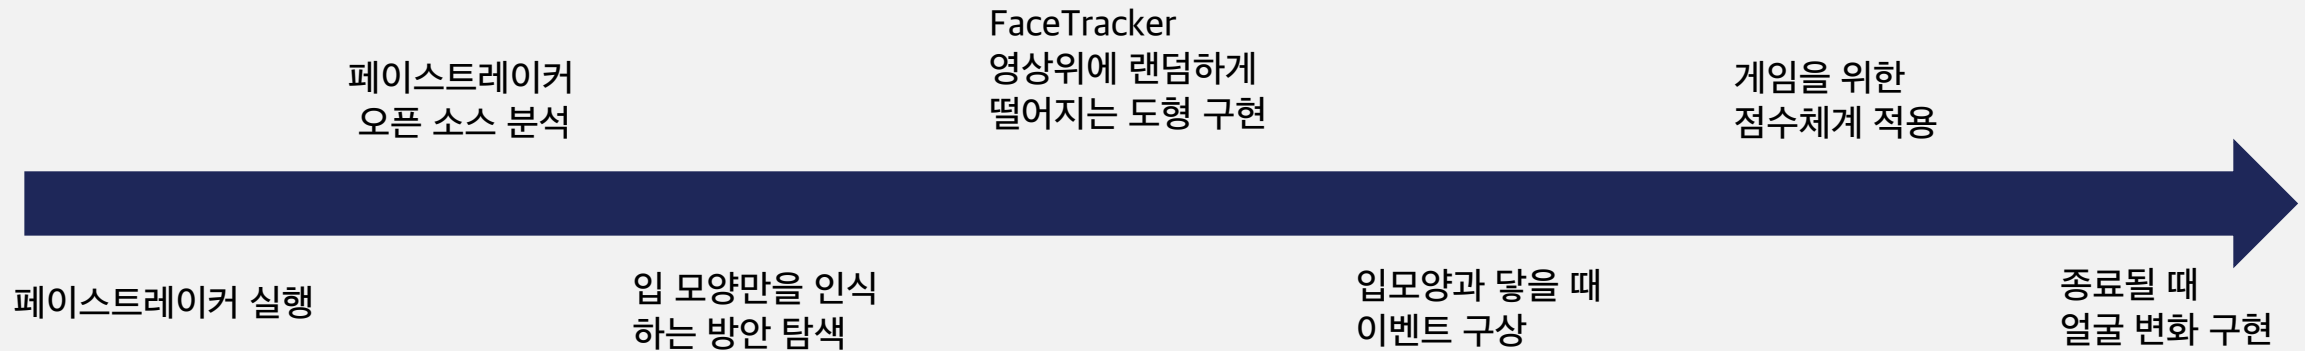 페이스트레이커 실행
페이스트레이커
오픈 소스 분석
입 모양만을 인식
하는 방안 탐색
FaceTracker
영상위에 랜덤하게
떨어지는 도형 구현
입모양과 닿을 때
이벤트 구상
게임을 위한
점수체계 적용
종료될 때
얼굴 변화 구현